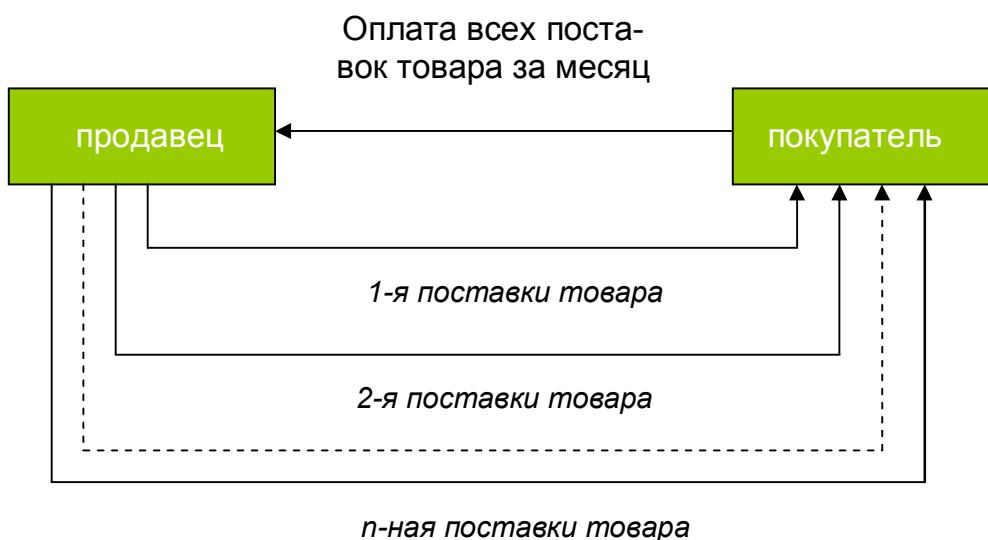 Оплата всех поста-
вок товара за месяц
продавец
покупатель
1-я поставки товара
2-я поставки товара
n-ная поставки товара